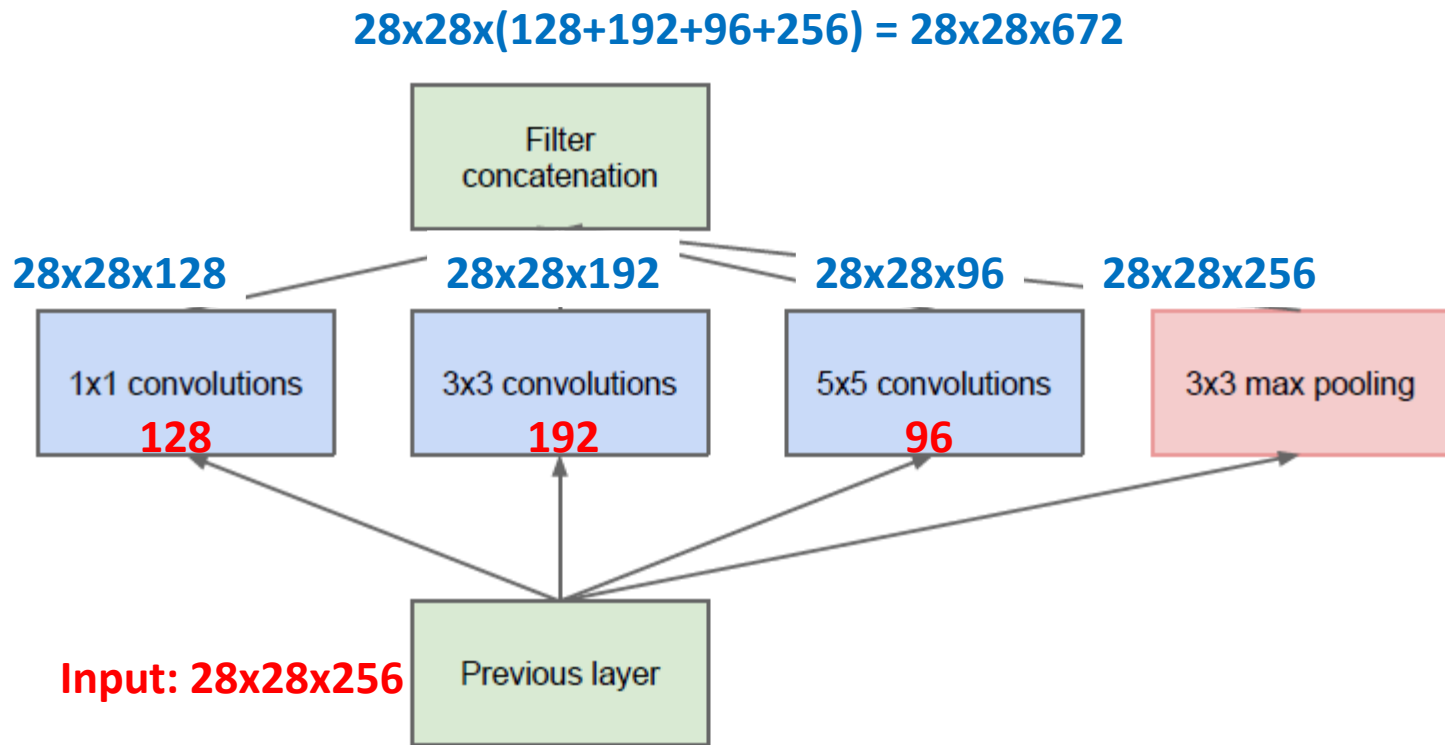 28x28x(128+192+96+256) = 28x28x672
Filter
concatenation
28x28x128
28x28x192
28x28x96
28x28x256
1x1 convolutions
128
3x3 convolutions
192
5x5 convolutions
96
3x3 max pooling
Input: 28x28x256
Previous layer